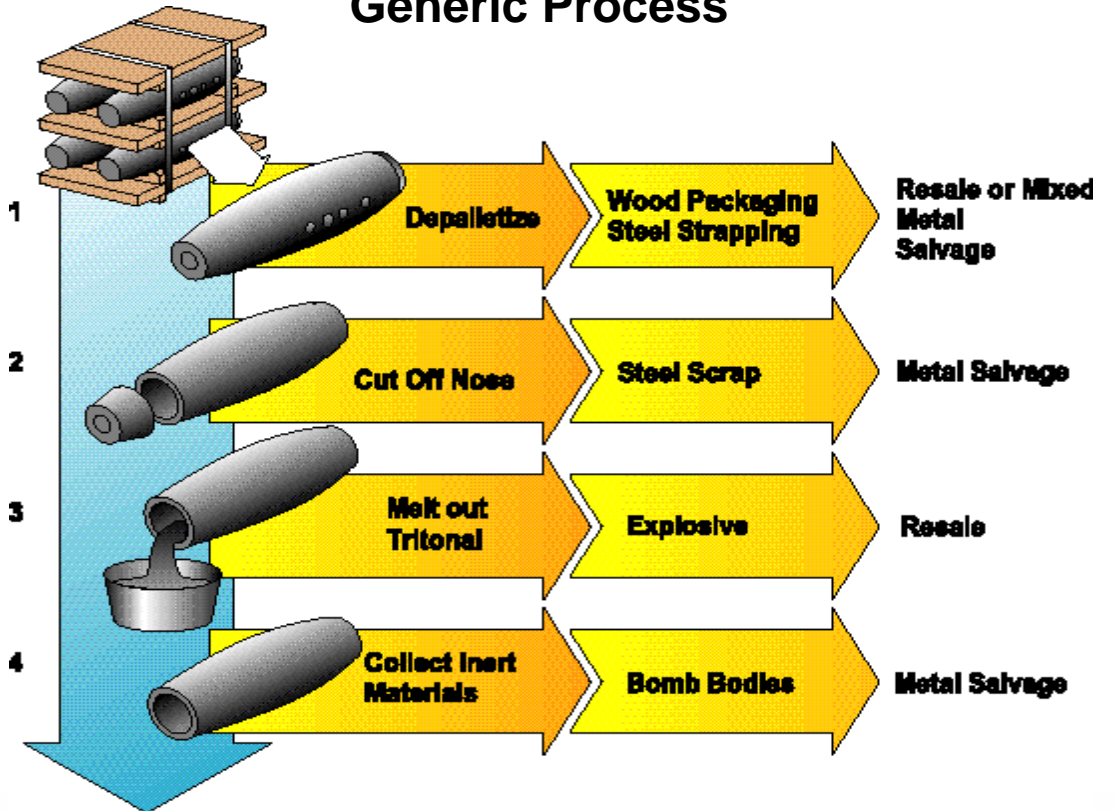 Generic Process
1
Depalletize
Wood Packaging
Steel Strapping
Resale or Mixed
Metal
Salvage
2
Cut Off Nose
Steel Scrap
Metal Salvage
3
Melt out
Tritonal
Explosive
Resale
4
Collect Inert
Materials
Bomb Bodies
Metal Salvage